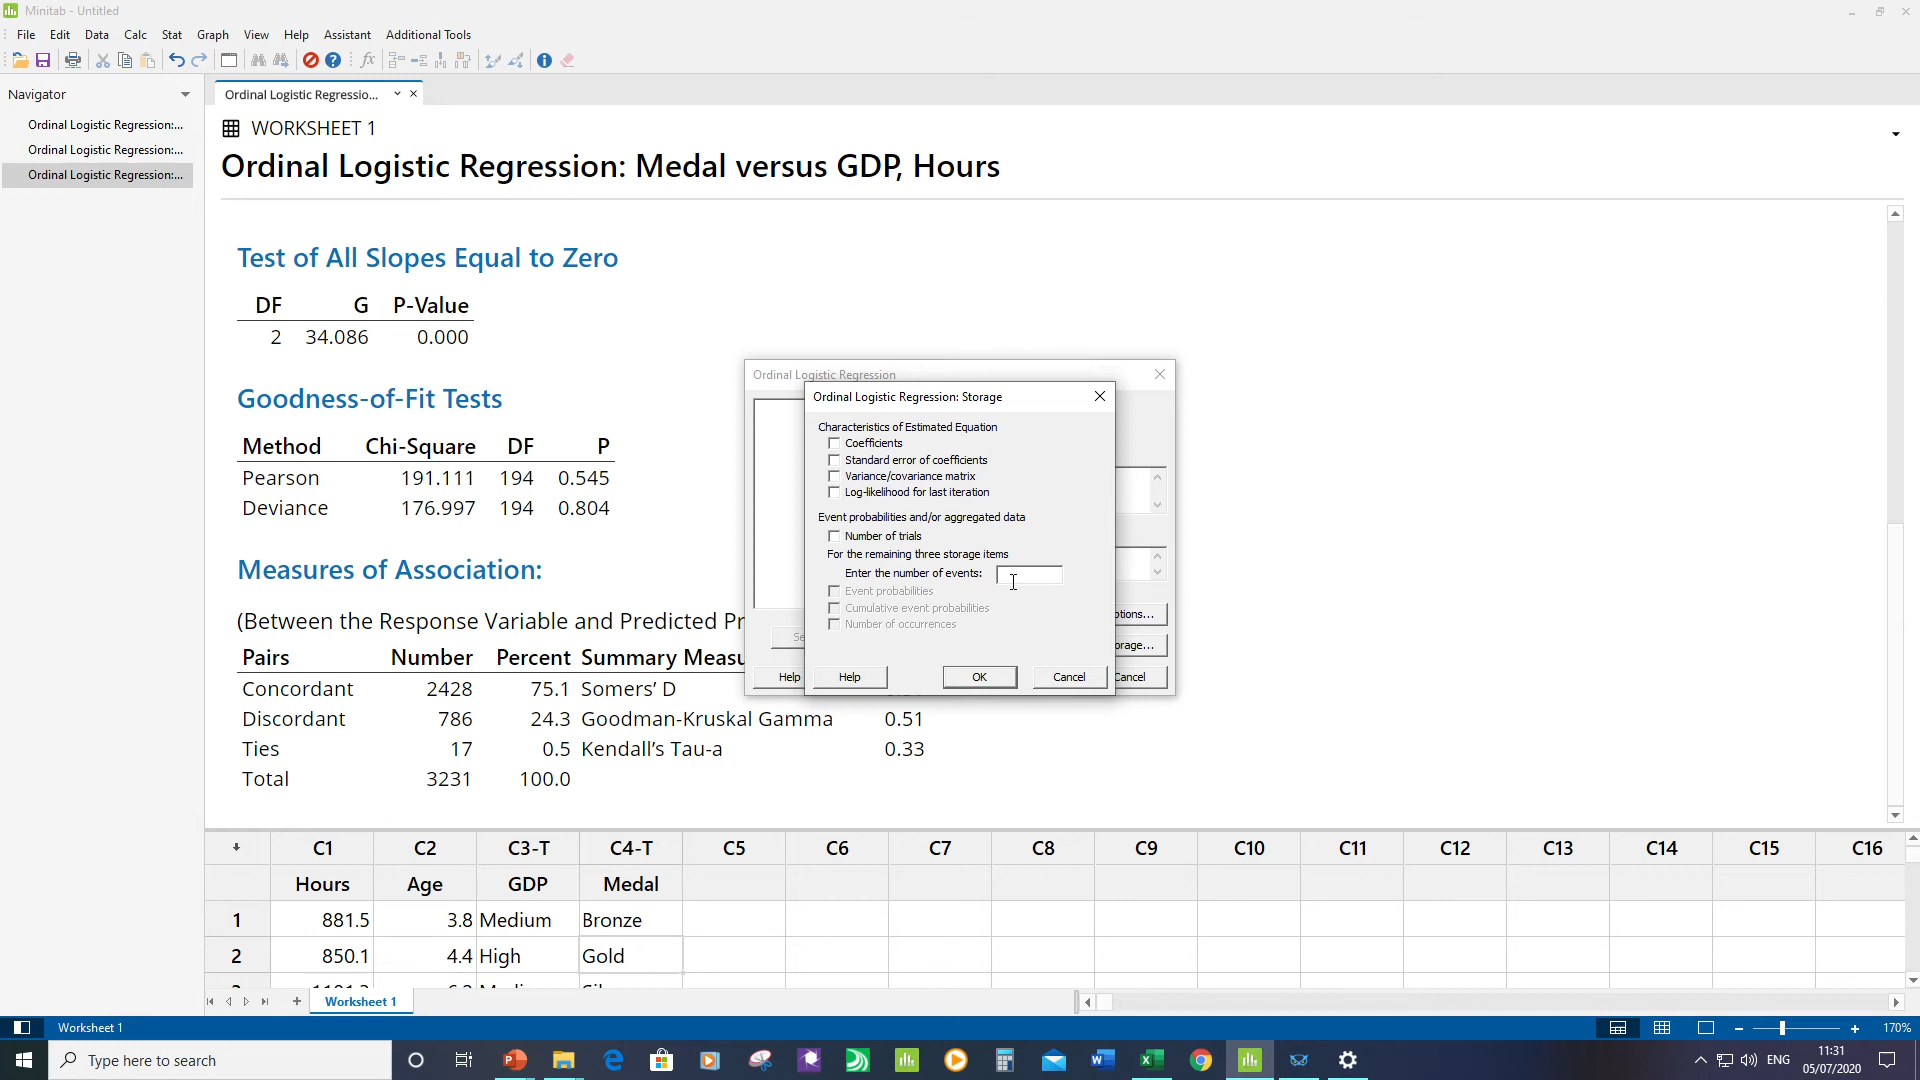 Minitab - Untitled
File Edit Data Calc Stat Graph View Help Assistant Additional Tools
Navigator
Ordinal Logistic Regression:...
Ordinal Logistic Regression:...
Ordinal Logistic Regression:...
Ordinal Logistic Regressio...
WORKSHEET 1
Ordinal Logistic Regression: Medal versus GDP, Hours
Test of All Slopes Equal to Zero
DF G P-Value
2 34.086 0.000
Goodness-of-Fit Tests
Method Chi-Square DF P
Pearson 191.111 194 0.545
Deviance 176.997 194 0.804
Measures of Association:
(Between the Response Variable and Predicted Pr
Pairs Number Percent Summary Measu
Concordant 2428 75.1 Somers’ D
Discordant 786 24.3 Goodman-Kruskal Gamma 0.51
Ties 17 0.5 Kendall’s Tau-a 0.33
Total 3231 100.0
Ordinal Logistic Regression
Se
Help
ptions...
orage...
Cancel
Ordinal Logistic Regression: Storage
Characteristics of Estimated Equation
Coefficients
Standard error of coefficients
Variance/covariance matrix
Log-likelihood for last iteration
Event probabilities and/or aggregated data
Number of trials
For the remaining three storage items
Enter the number of events:
Event probabilities
Cumulative event probabilities
Number of occurrences
Help OK Cancel
C1 C2 C3-T C4-T C5 C6 C7 C8 C9 C10 C11 C12 C13 C14 C15 C16
Hours Age GDP Medal
1 881.5 3.8 Medium Bronze
2 850.1 4.4 High Gold
Worksheet 1
Worksheet 1
170%
Type here to search
ENG
11:31
05/07/2020